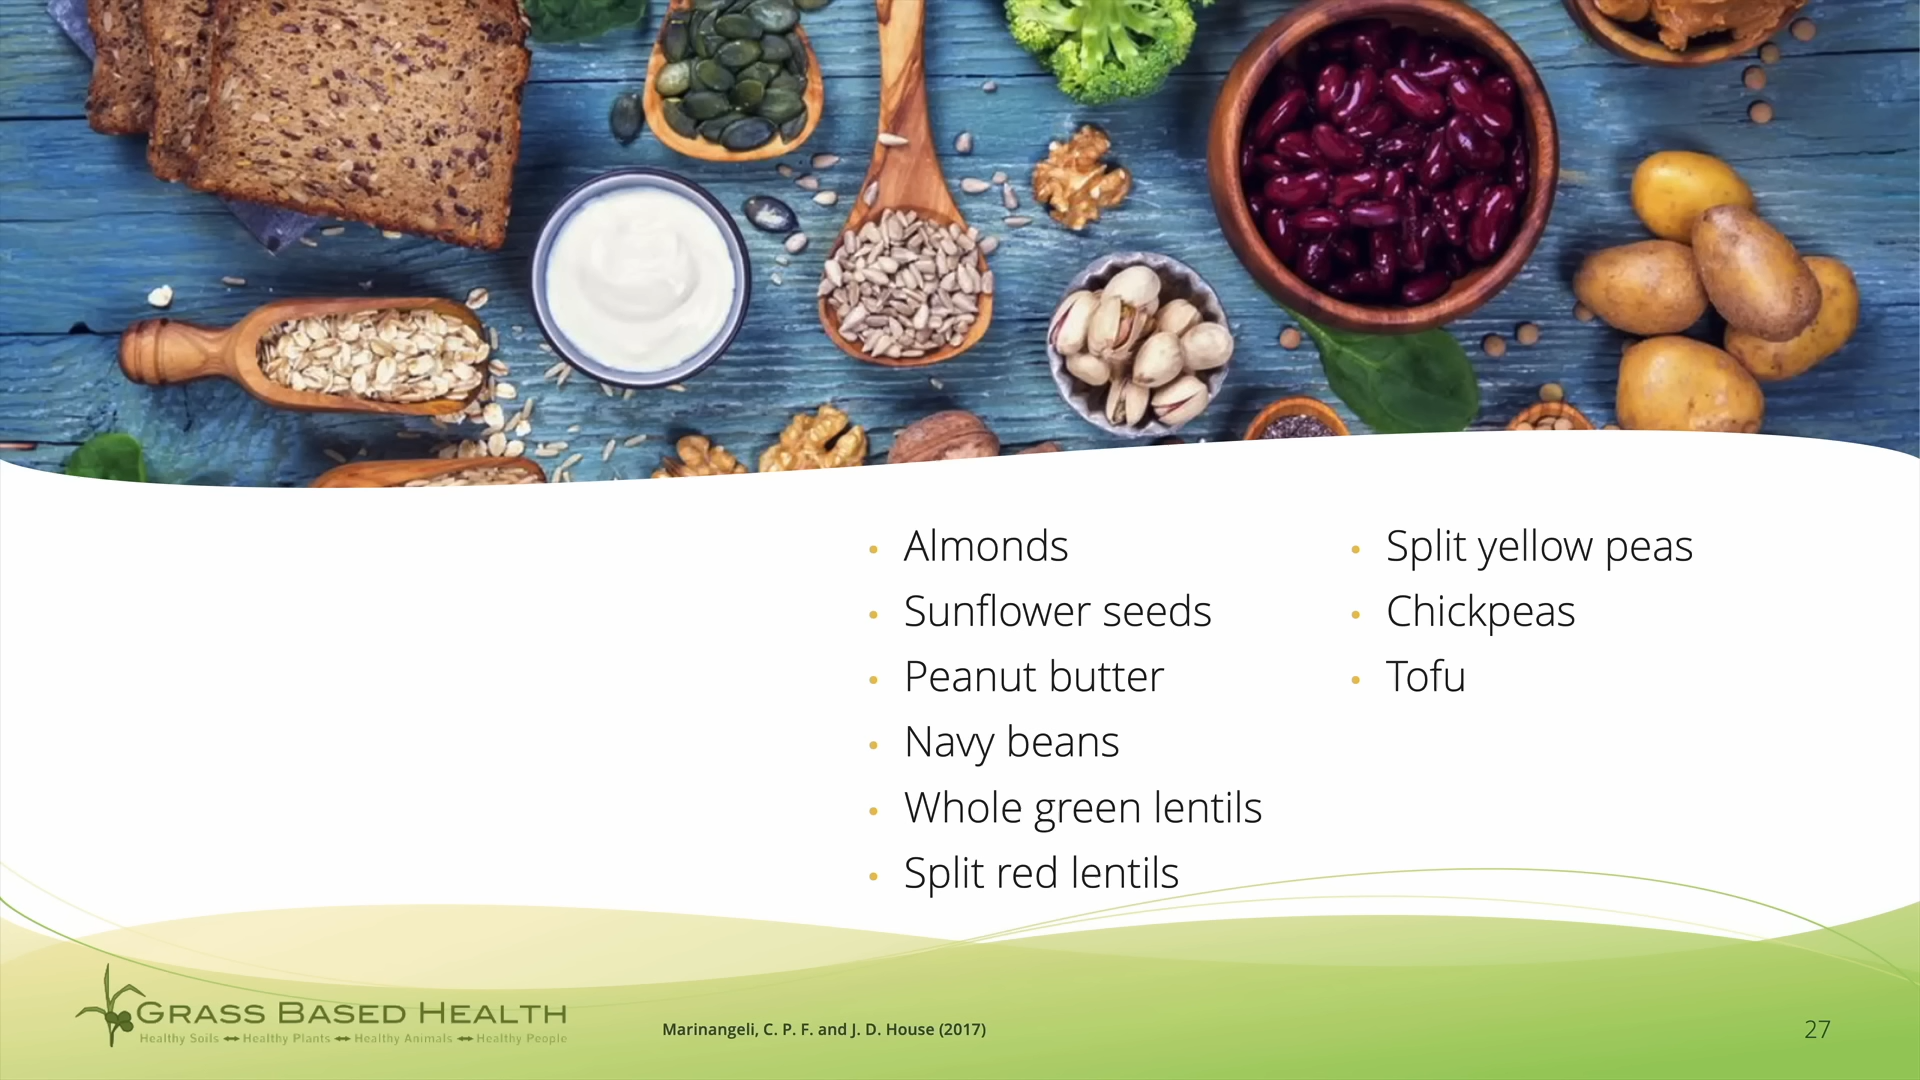 • Almonds
• Sunflower seeds
• Peanut butter
• Navy beans
• Whole green lentils
• Split red lentils
• Split yellow peas
• Chickpeas
• Tofu
GRASS BASED HEALTH
Healthy Soils ⬌ Healthy Plants ⬌ Healthy Animals ⬌ Healthy People
Marinangeli, C. P. F. and J. D. House (2017)
27